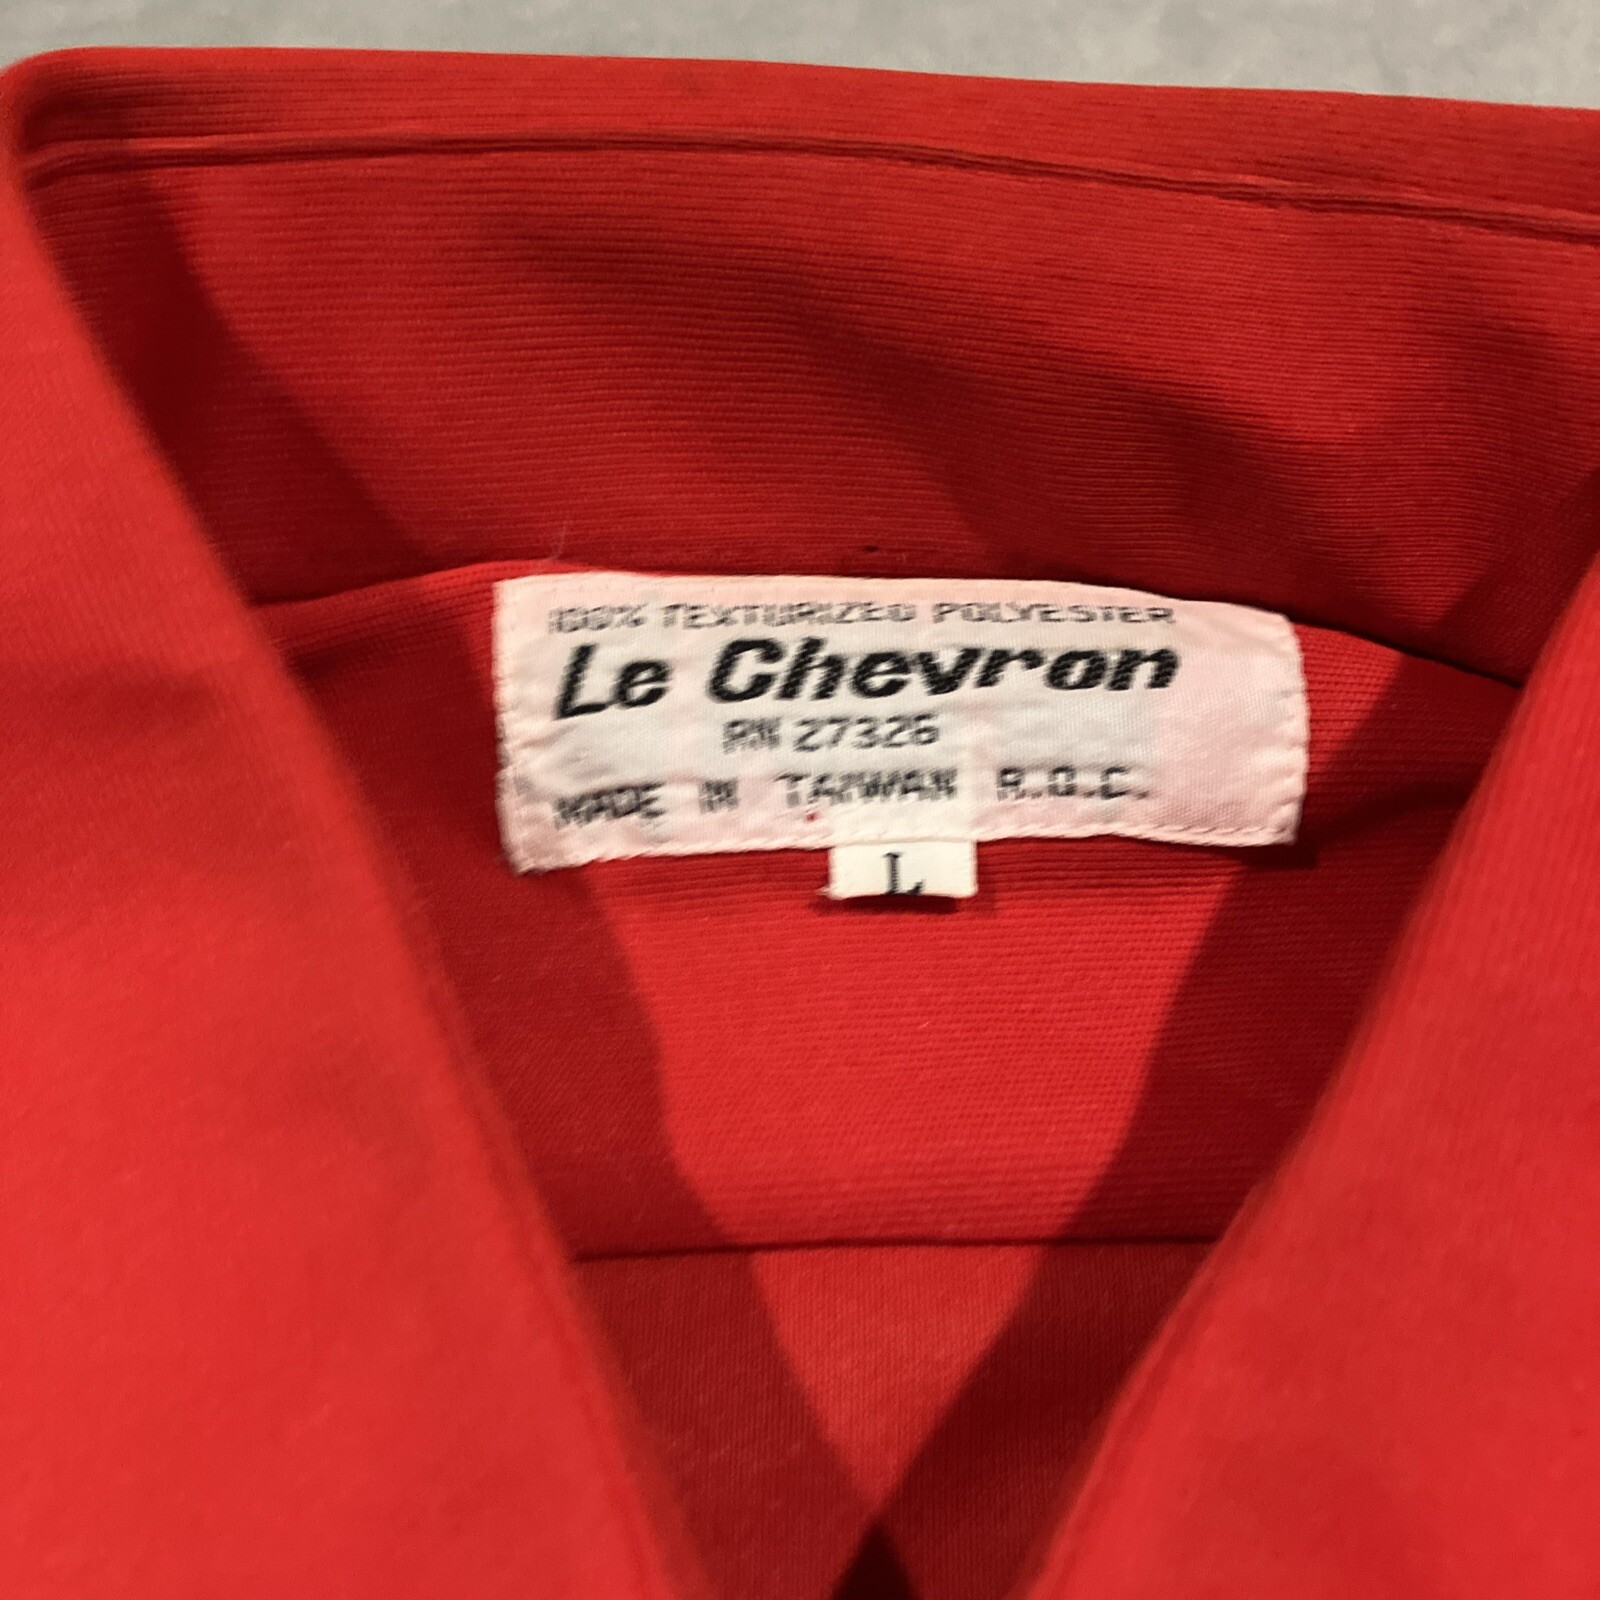 100% TEXTURIZED POLYESTER
Le Chevron
RN 27326
MADE IN TAIWAN R.O.C.
L